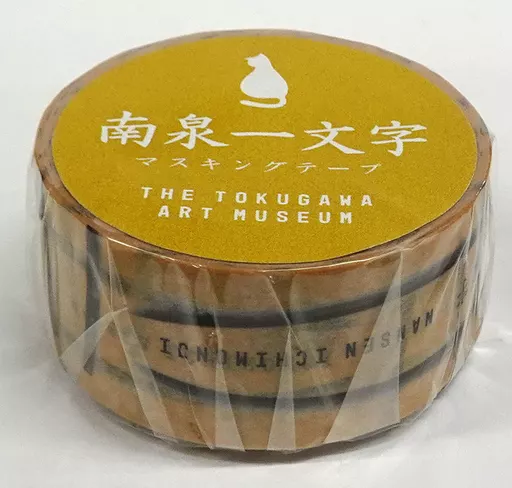 南泉一文字
マスキングテープ
THE TOKUGAWA
ART MUSEUM
NANSEN ICHIMONJI